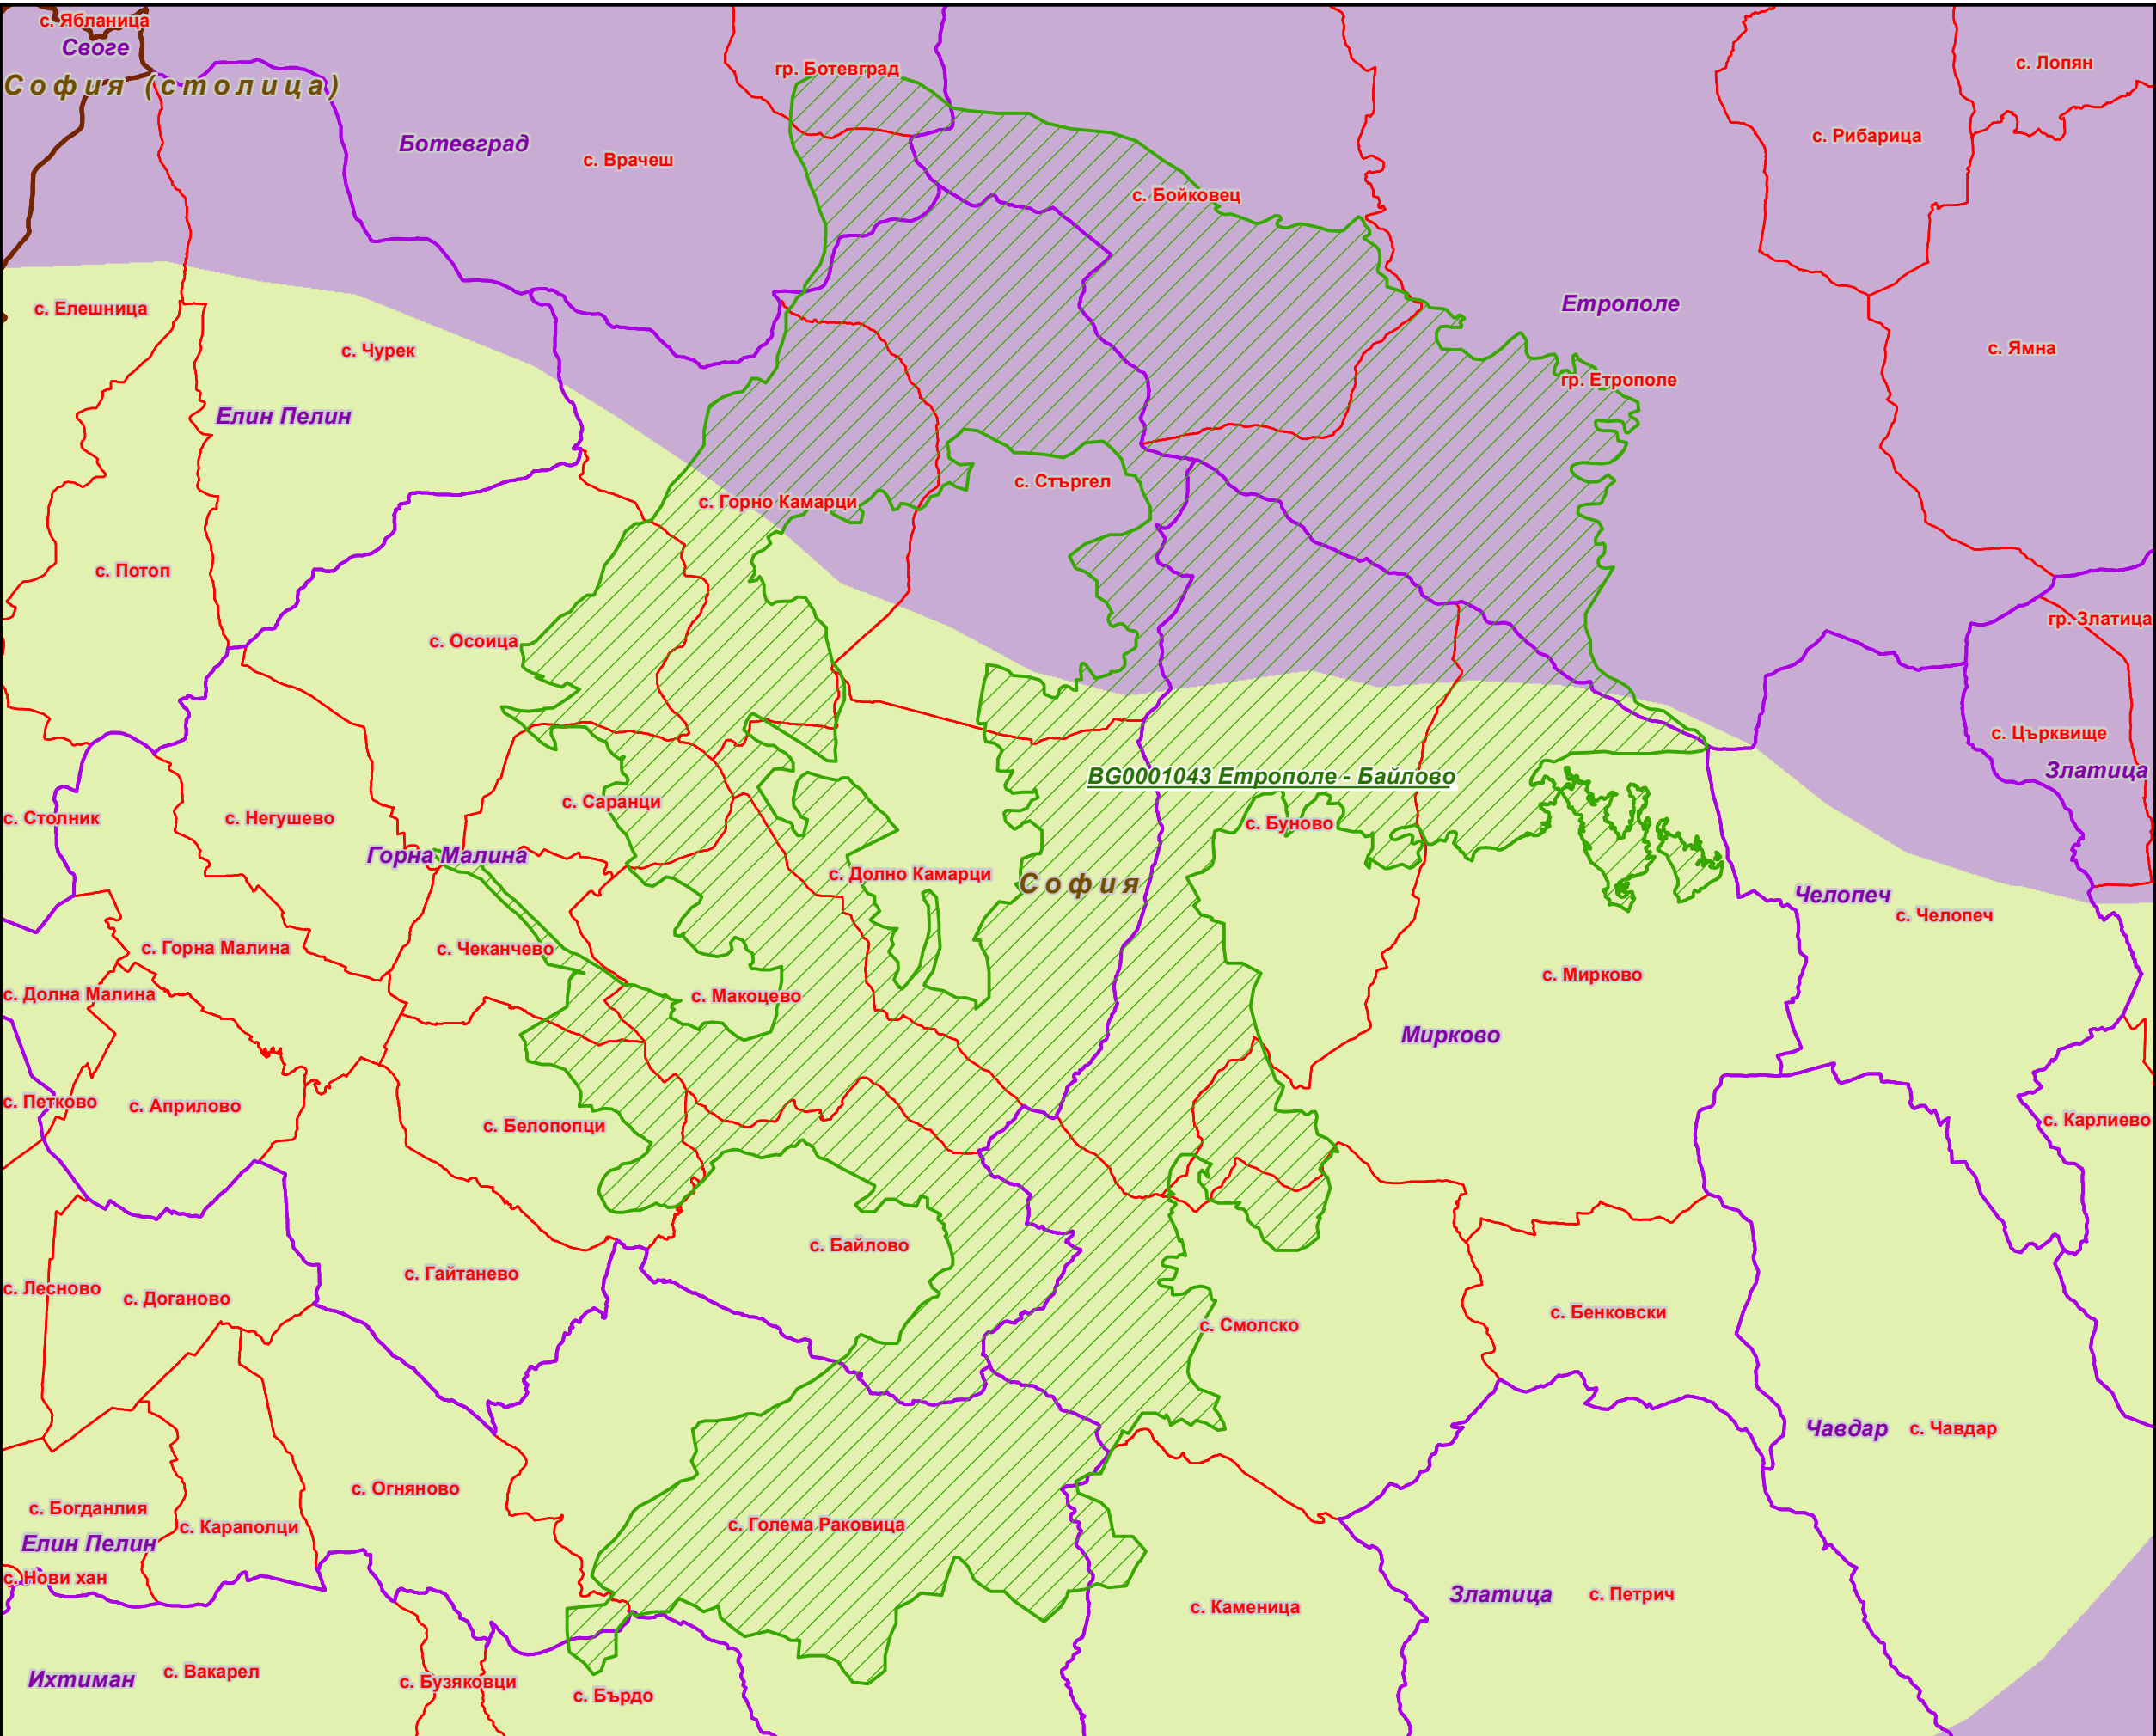 с. Ябланица
Своге
София (столица)
гр. Ботевград
с. Лопян
с. Рибарица
Ботевград
с. Врачеш
с. Бойковец
с. Елешница
Етрополе
с. Чурек
с. Ямна
гр. Етрополе
Елин Пелин
с. Стъргел
с. Горно Камарци
с. Потоп
гр. Златица
с. Осоица
с. Църквище
Златица
BG0001043 Етрополе - Байлово
с. Саранци
с. Столник
с. Негушево
с. Буново
Горна Малина
с. Долно Камарци
София
Челопеч
с. Челопеч
с. Горна Малина
с. Чеканчево
с. Мирково
с. Долна Малина
с. Макоцево
Мирково
с. Петково
с. Априлово
с. Белопопци
с. Карлиево
с. Байлово
с. Гайтанево
с. Лесново
с. Доганово
с. Смолско
с. Бенковски
Чавдар
с. Чавдар
с. Огняново
с. Богданлия
с. Караполци
с. Голема Раковица
Елин Пелин
с. Нови хан
с. Каменица
Златица
с. Петрич
Ихтиман
с. Вакарел
с. Бузяковци
с. Бърдо